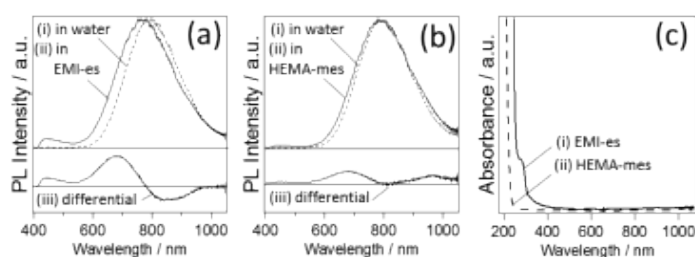 (a)
(i) in water
(ii) in
EMI-es
(iii) differential
PL Intensity / a.u.
400 600 800 1000
Wavelength / nm
(b)
(i) in water
(ii) in
HEMA-mes
(iii) differential
PL Intensity / a.u.
400 600 800 1000
Wavelength / nm
(c)
(i) EMI-es
(ii) HEMA-mes
Absorbance / a.u.
200 400 600 800 1000
Wavelength / nm